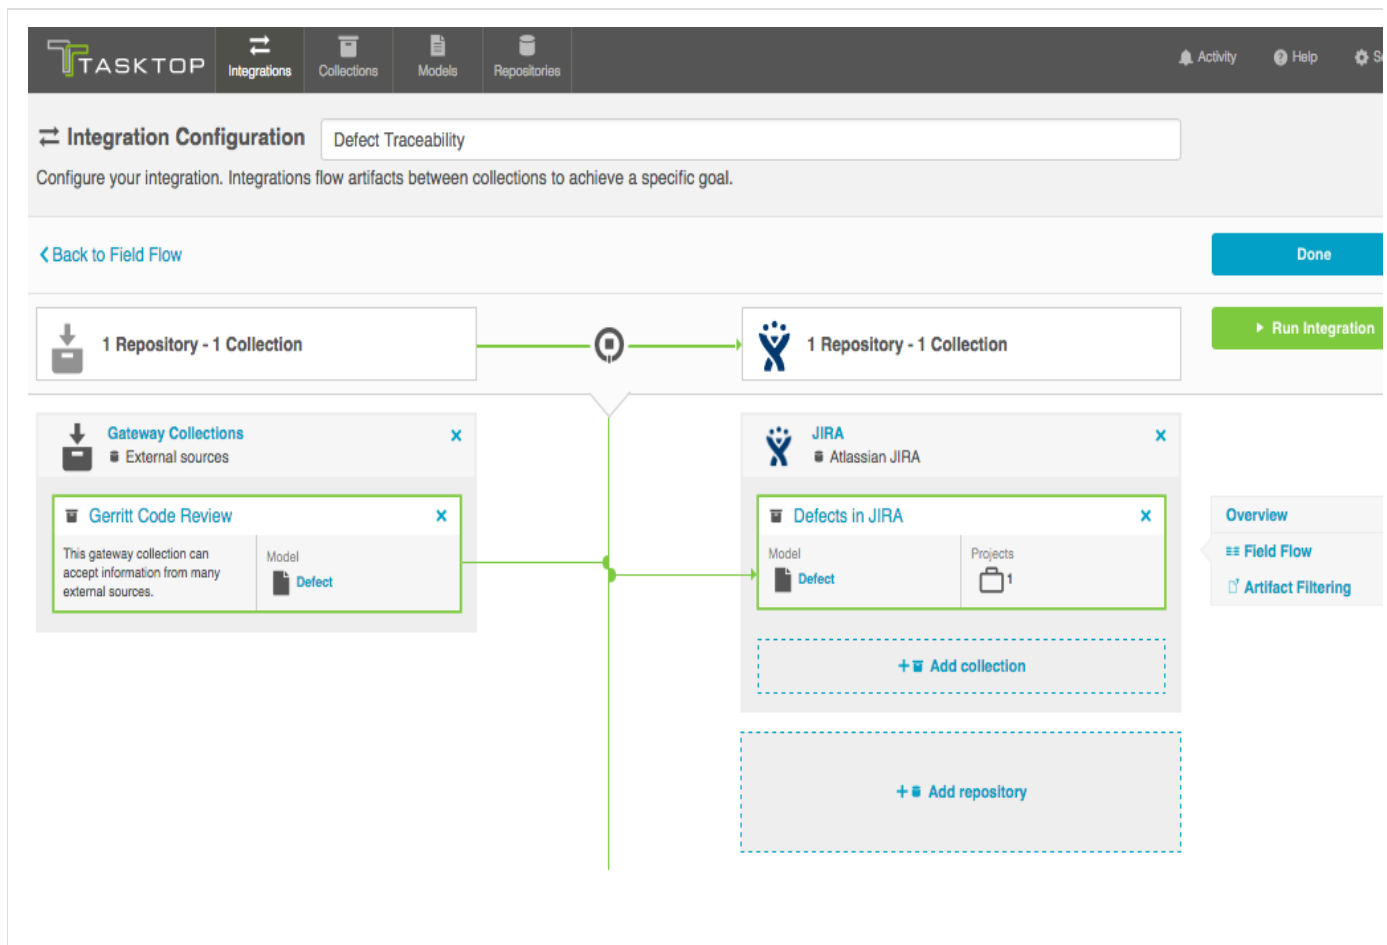 TASKTOP
Integrations
Collections
Models
Repositories
Activity
Help
Integration Configuration
Defect Traceability
Configure your integration. Integrations flow artifacts between collections to achieve a specific goal.
Back to Field Flow
Done
1 Repository - 1 Collection
1 Repository - 1 Collection
Run Integration
Gateway Collections
External sources
JIRA
Atlassian JIRA
Gerritt Code Review
This gateway collection can
accept information from many
external sources.
Model
Defect
Defects in JIRA
Model
Defect
Projects
1
Overview
Field Flow
Artifact Filtering
Add collection
Add repository